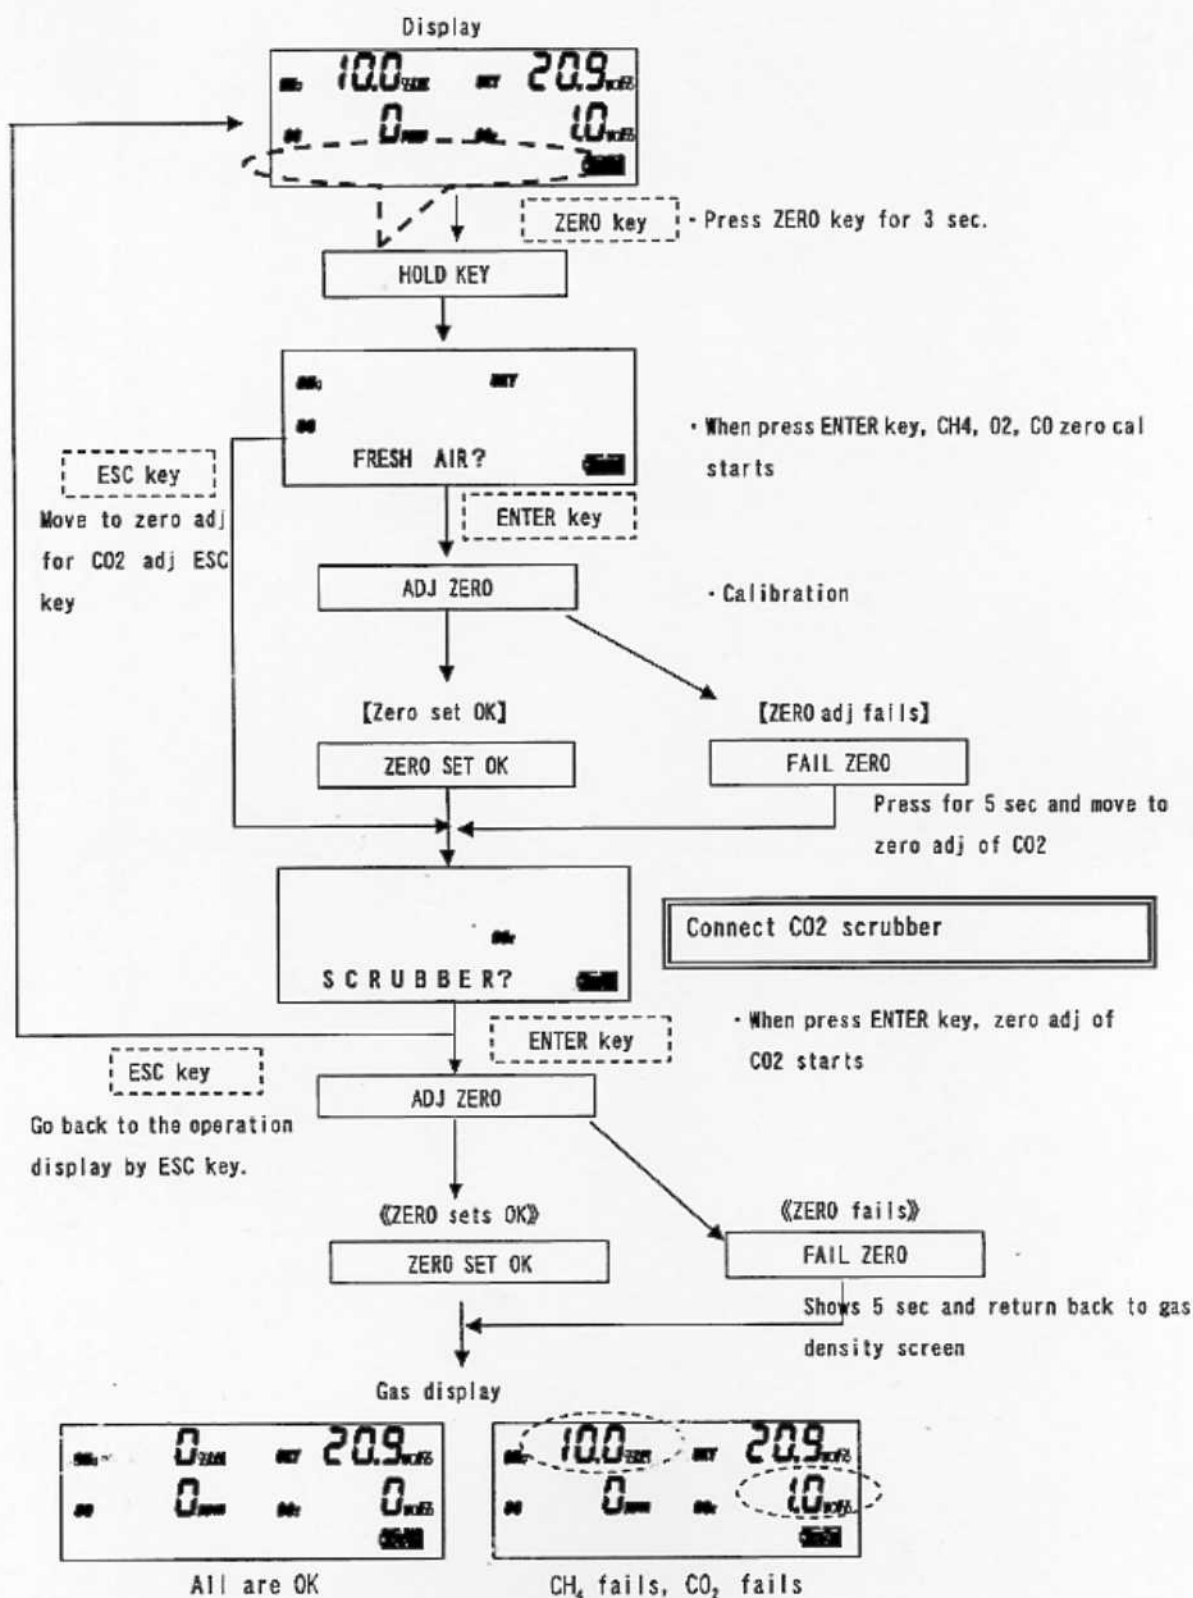 Display
10.0 20.9
0 1.0
ZERO key
・Press ZERO key for 3 sec.
HOLD KEY
FRESH AIR?
・When press ENTER key, CH4, O2, CO zero cal
starts
ESC key
Move to zero adj
for CO2 adj ESC
key
ENTER key
ADJ ZERO
・Calibration
【Zero set OK】
【ZERO adj fails】
ZERO SET OK
FAIL ZERO
Press for 5 sec and move to
zero adj of CO2
SCRUBBER?
Connect CO2 scrubber
ENTER key
・When press ENTER key, zero adj of
CO2 starts
ESC key
Go back to the operation
display by ESC key.
ADJ ZERO
《ZERO sets OK》
《ZERO fails》
ZERO SET OK
FAIL ZERO
Shows 5 sec and return back to gas
density screen
Gas display
0 20.9
0 0
All are OK
10.0 20.9
0 1.0
CH₄ fails, CO₂ fails